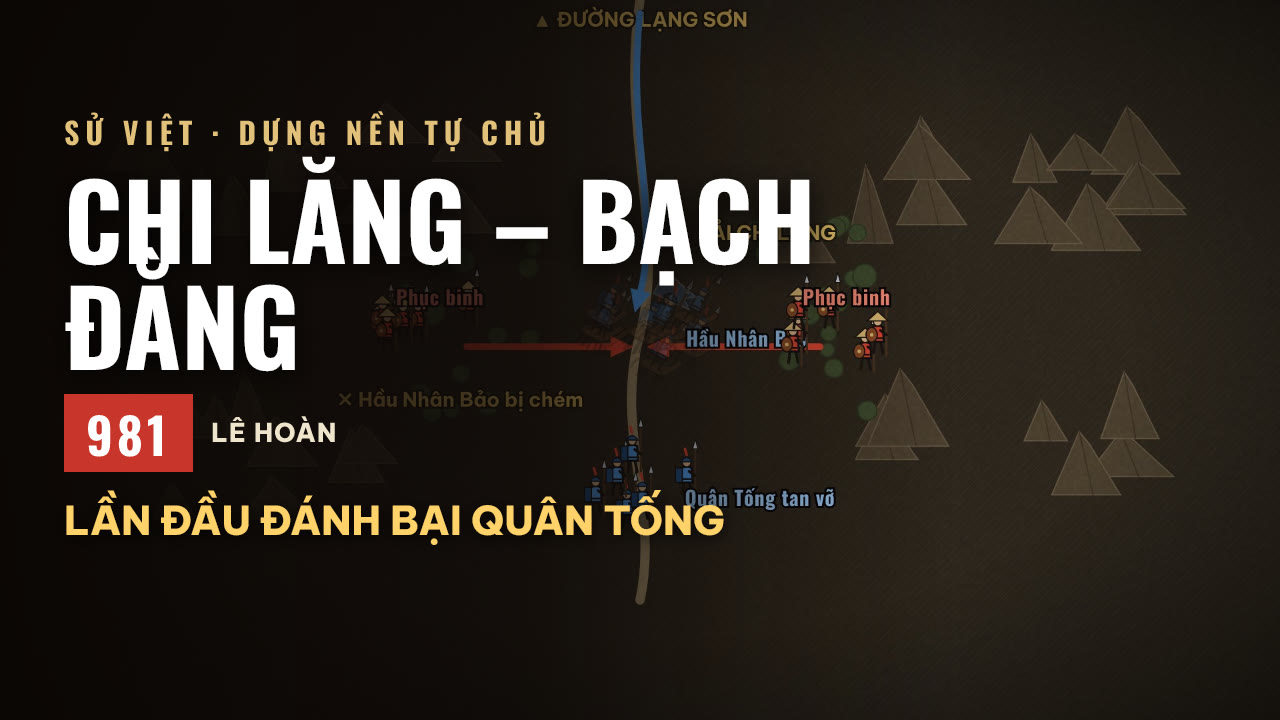 ▲ ĐƯỜNG LẠNG SƠN
SỬ VIỆT · DỰNG NỀN TỰ CHỦ
CHI LĂNG – BẠCH
ĐẰNG
981 LÊ HOÀN
LẦN ĐẦU ĐÁNH BẠI QUÂN TỐNG
Phục binh
Phục binh
Hầu Nhân
× Hầu Nhân Bảo bị chém
Quân Tống tan vỡ